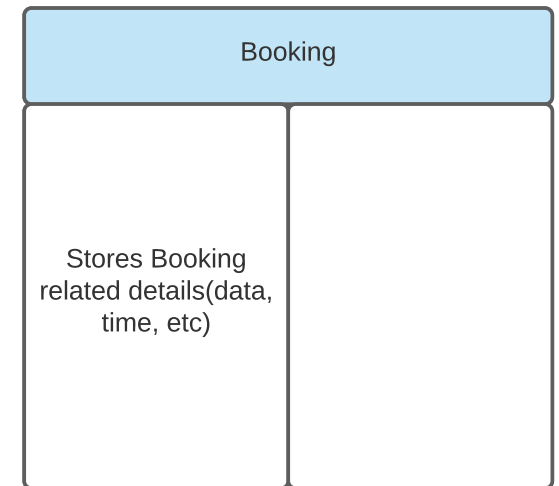 Booking
Stores Booking
related details(data,
time, etc)